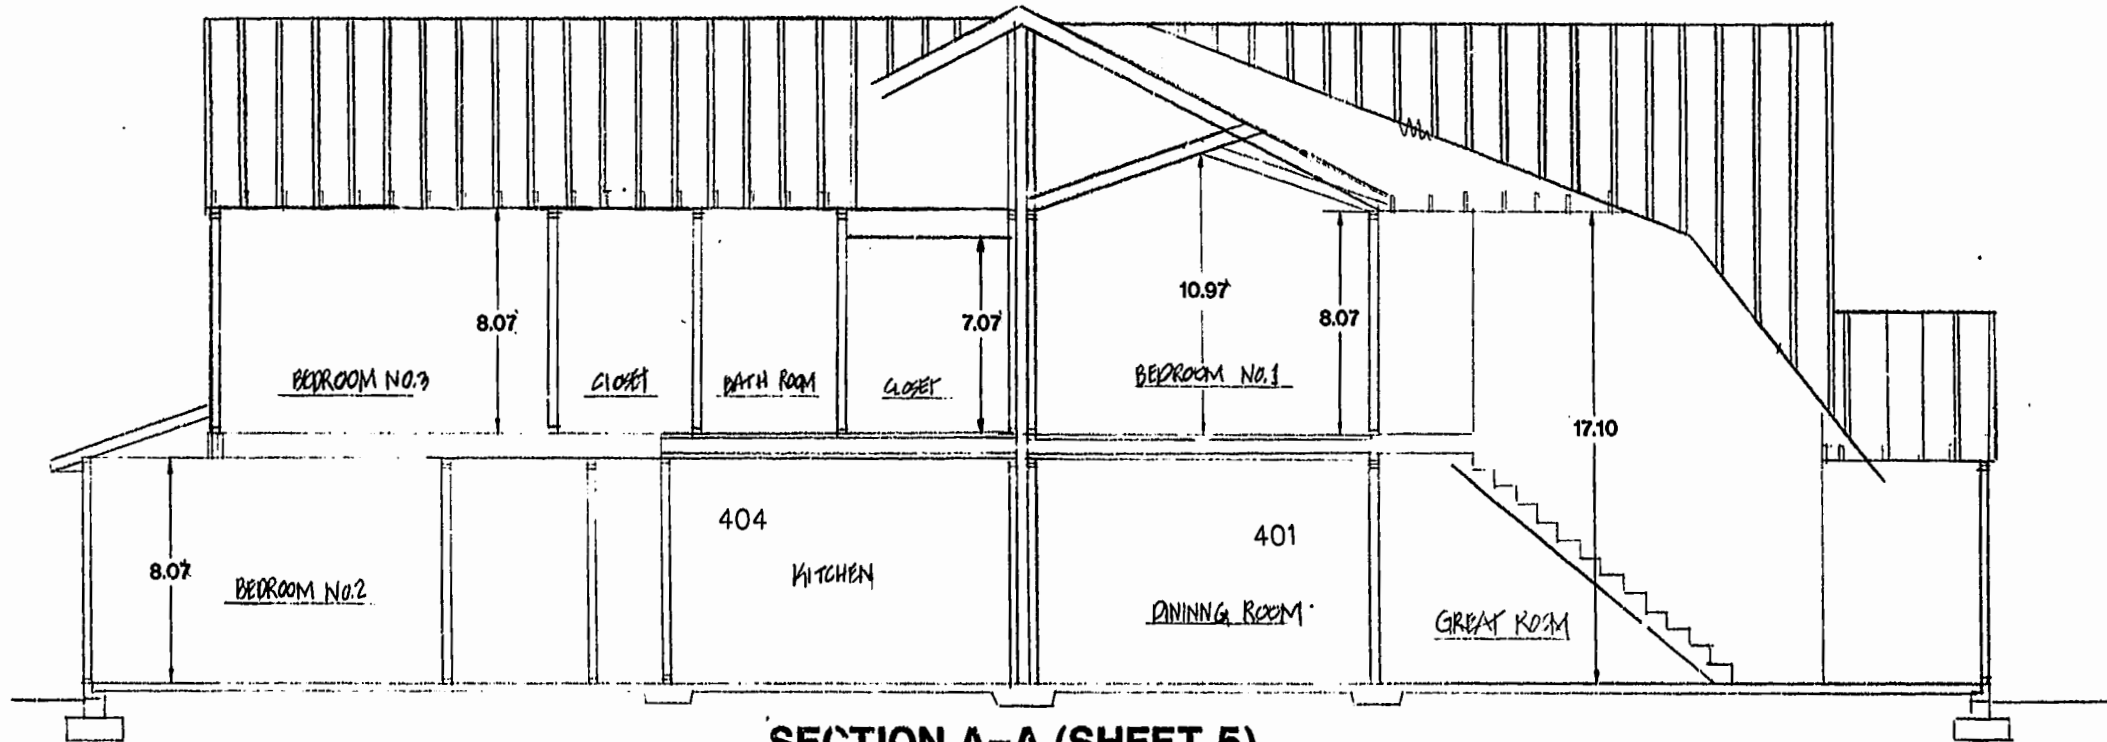 10.97'
8.07'
7.07'
8.07
BEDROOM NO.3
CLOSET
BATH ROOM
CLOSET
BEDROOM NO.1
17.10
404
401
8.07'
BEDROOM NO.2
KITCHEN
DINING ROOM
GREAT ROOM
SECTION A-A (SHEET 5)